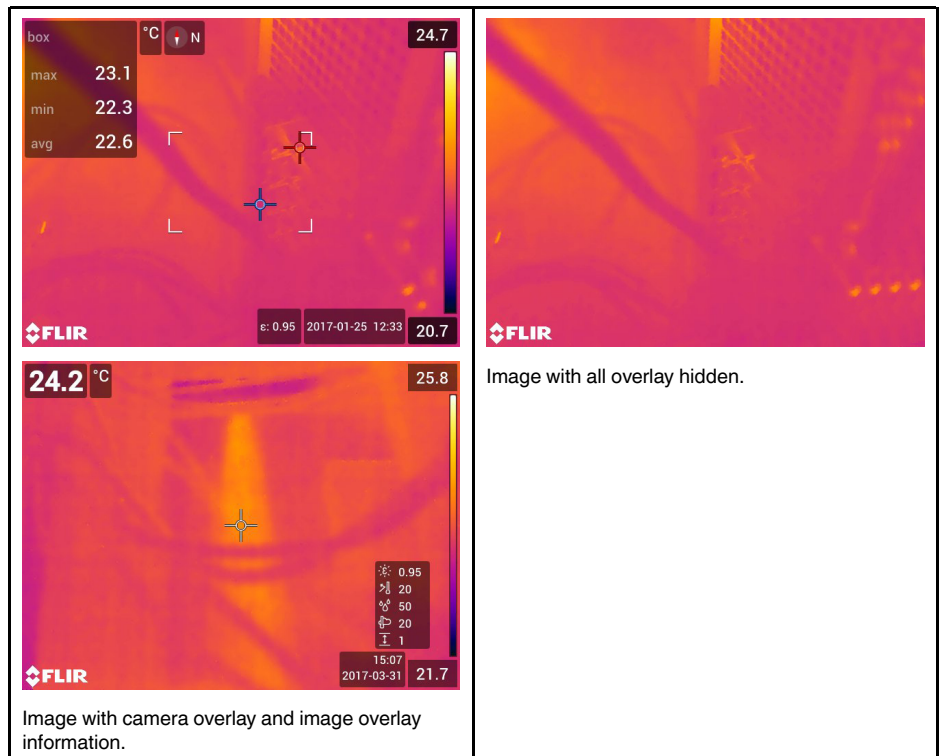 box
°C
N
24.7
max 23.1
min 22.3
avg 22.6
ε: 0.95
2017-01-25 12:33
20.7
FLIR
24.2 °C
25.8
E 0.95
20
50
20
1
15:07
2017-03-31
21.7
FLIR
Image with camera overlay and image overlay
information.
FLIR
Image with all overlay hidden.